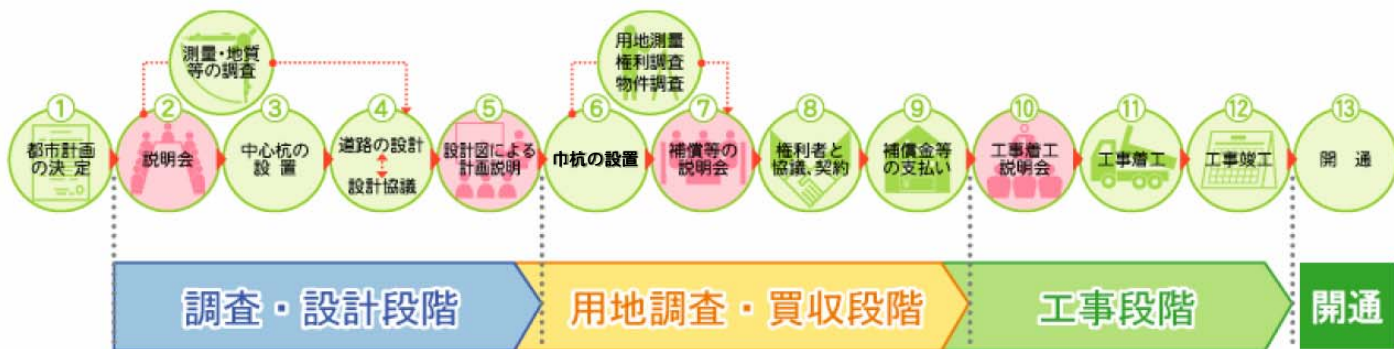 測量・地質
等の調査
用地測量
権利調査
物件調査
①
都市計画
の決定
②
説明会
③
中心杭の
設置
④
道路の設計
設計協議
⑤
設計図による
計画説明
⑥
巾杭の設置
⑦
補償等の
説明会
⑧
権利者と
協議、契約
⑨
補償金等
の支払い
⑩
工事着工
説明会
⑪
工事着工
⑫
工事竣工
⑬
開通
調査・設計段階
用地調査・買収段階
工事段階
開通